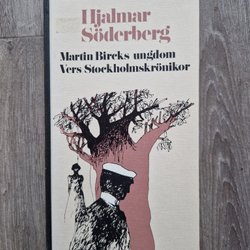 Hjalmar
Söderberg
Martin Bircks ungdom
Vers Stockholmskrönikor